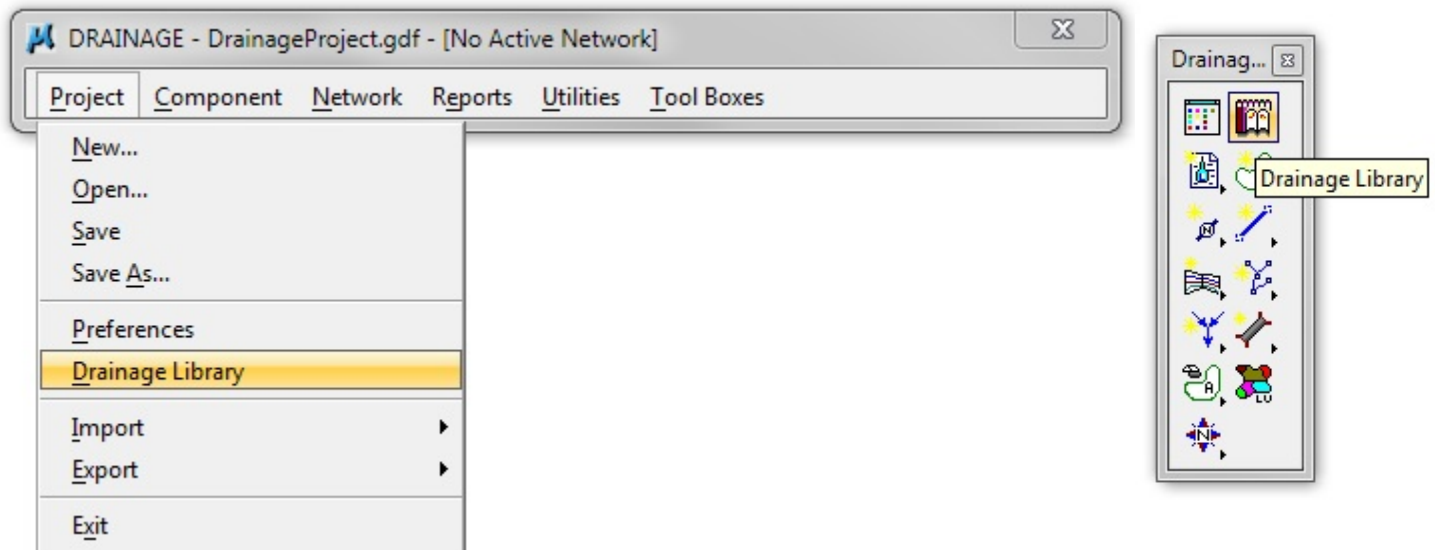 DRAINAGE - DrainageProject.gdf - [No Active Network]
Project Component Network Reports Utilities Tool Boxes
New...
Open...
Save
Save As...
Preferences
Drainage Library
Import
Export
Exit
Drainag...
Drainage Library
N
A
LU
N